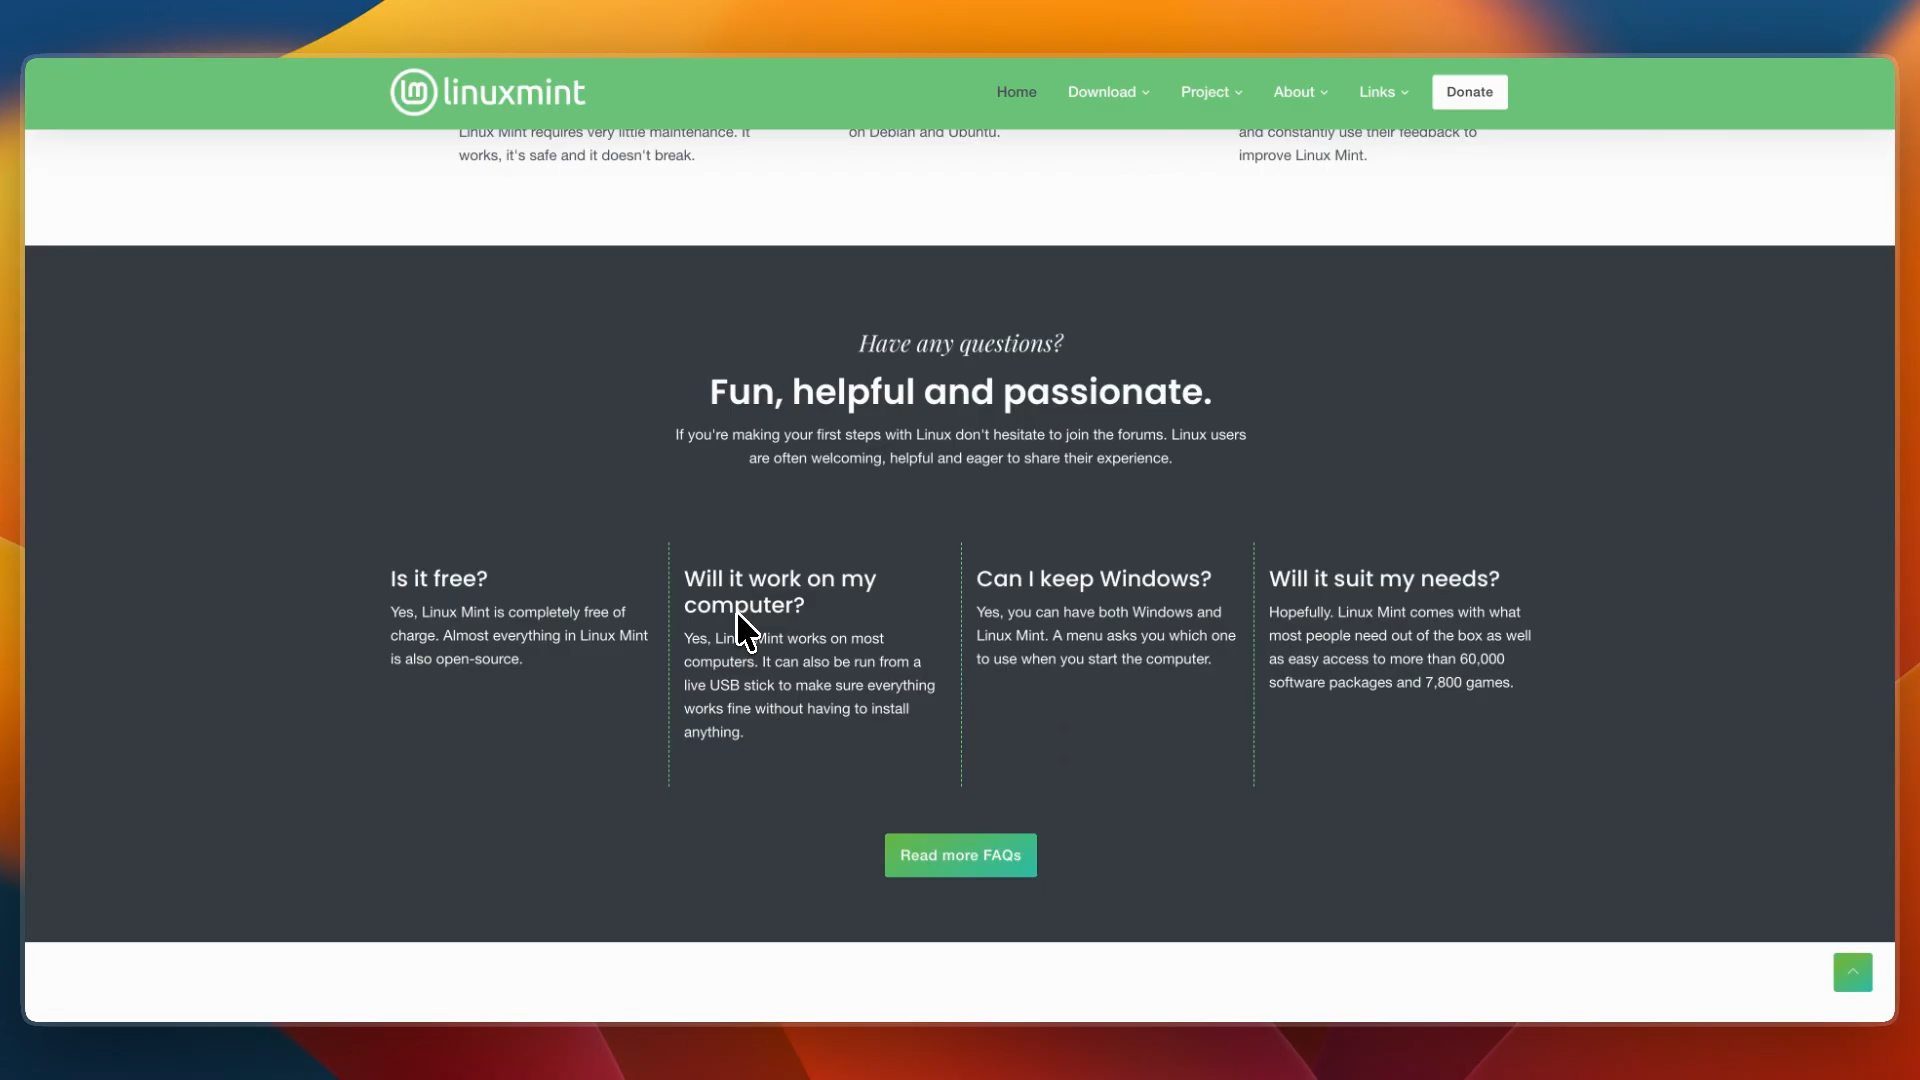 linuxmint
Home
Download
Project
About
Links
Donate
Linux Mint requires very little maintenance. It
works, it's safe and it doesn't break.
on Debian and Ubuntu.
and constantly use their feedback to
improve Linux Mint.
Have any questions?
Fun, helpful and passionate.
If you're making your first steps with Linux don't hesitate to join the forums. Linux users
are often welcoming, helpful and eager to share their experience.
Is it free?
Yes, Linux Mint is completely free of
charge. Almost everything in Linux Mint
is also open-source.
Will it work on my
computer?
Yes, Linux Mint works on most
computers. It can also be run from a
live USB stick to make sure everything
works fine without having to install
anything.
Can I keep Windows?
Yes, you can have both Windows and
Linux Mint. A menu asks you which one
to use when you start the computer.
Will it suit my needs?
Hopefully. Linux Mint comes with what
most people need out of the box as well
as easy access to more than 60,000
software packages and 7,800 games.
Read more FAQs